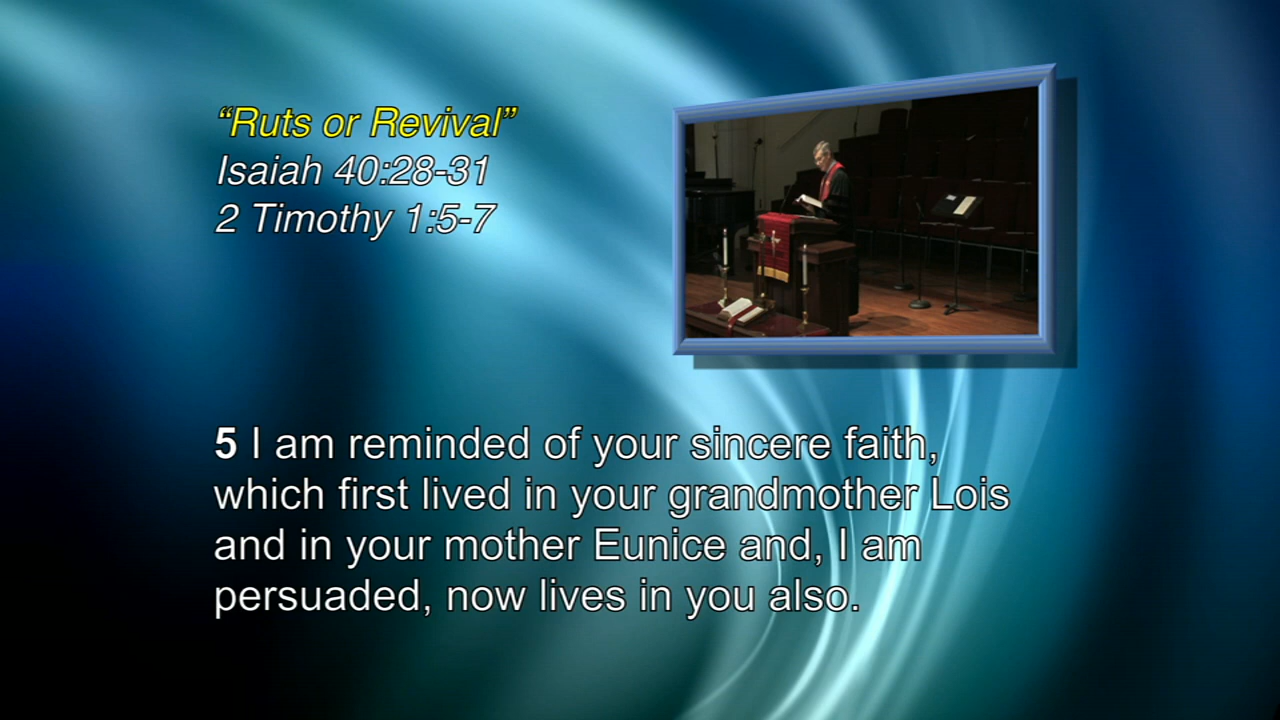 “Ruts or Revival”
Isaiah 40:28-31
2 Timothy 1:5-7
5 I am reminded of your sincere faith,
which first lived in your grandmother Lois
and in your mother Eunice and, I am
persuaded, now lives in you also.